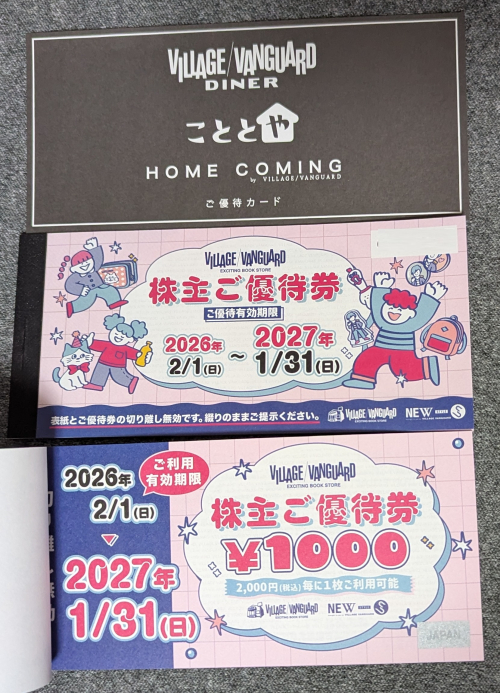 VILLAGE/VANGUARD
DINER
こととや
HOME COMING
by VILLAGE/VANGUARD
ご優待カード
VILLAGE/VANGUARD
EXCITING BOOK STORE
株主ご優待券
ご優待有効期限
2026年
2/1(日)
~
2027年
1/31(日)
表紙とご優待券の切り離し無効です。綴りのままご提示ください。
VILLAGE/VANGUARD
EXCITING BOOK STORE
NEW
2026年
2/1(日)
ご利用
有効期限
2027年
1/31(日)
VILLAGE/VANGUARD
EXCITING BOOK STORE
株主ご優待券
¥1000
2,000円(税込)毎に1枚ご利用可能
VILLAGE/VANGUARD
EXCITING BOOK STORE
NEW
JAPAN